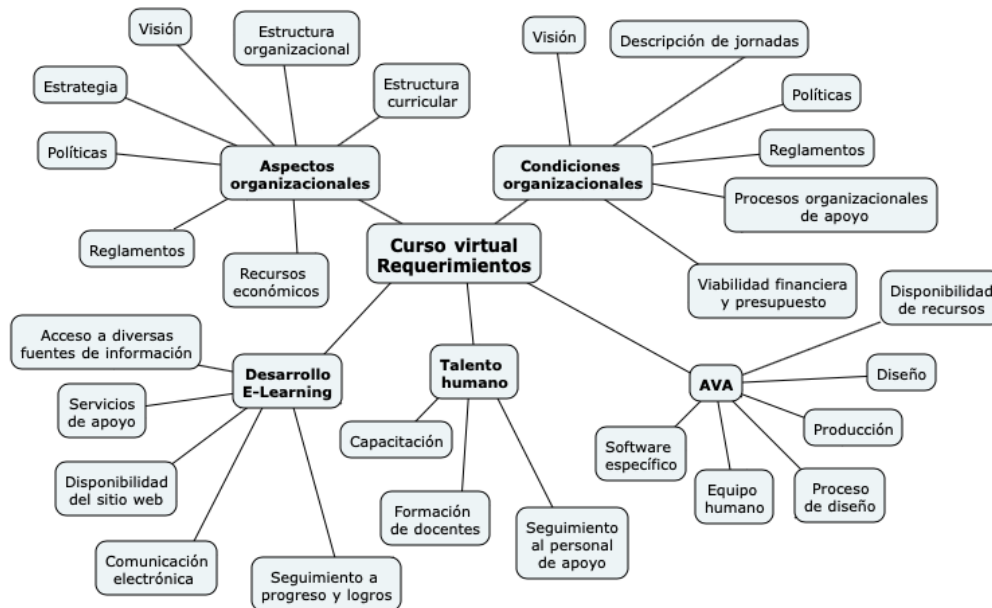 Visión
Estructura
organizacional
Estrategia
Estructura
curricular
Políticas
Aspectos
organizacionales
Reglamentos
Recursos
económicos
Visión
Descripción de jornadas
Políticas
Condiciones
organizacionales
Reglamentos
Procesos organizacionales
de apoyo
Viabilidad financiera
y presupuesto
Curso virtual
Requerimientos
Acceso a diversas
fuentes de información
Desarrollo
E-Learning
Servicios
de apoyo
Disponibilidad
del sitio web
Comunicación
electrónica
Seguimiento a
progreso y logros
Talento
humano
Capacitación
Formación
de docentes
Seguimiento
al personal
de apoyo
Disponibilidad
de recursos
AVA
Diseño
Producción
Software
específico
Equipo
humano
Proceso
de diseño